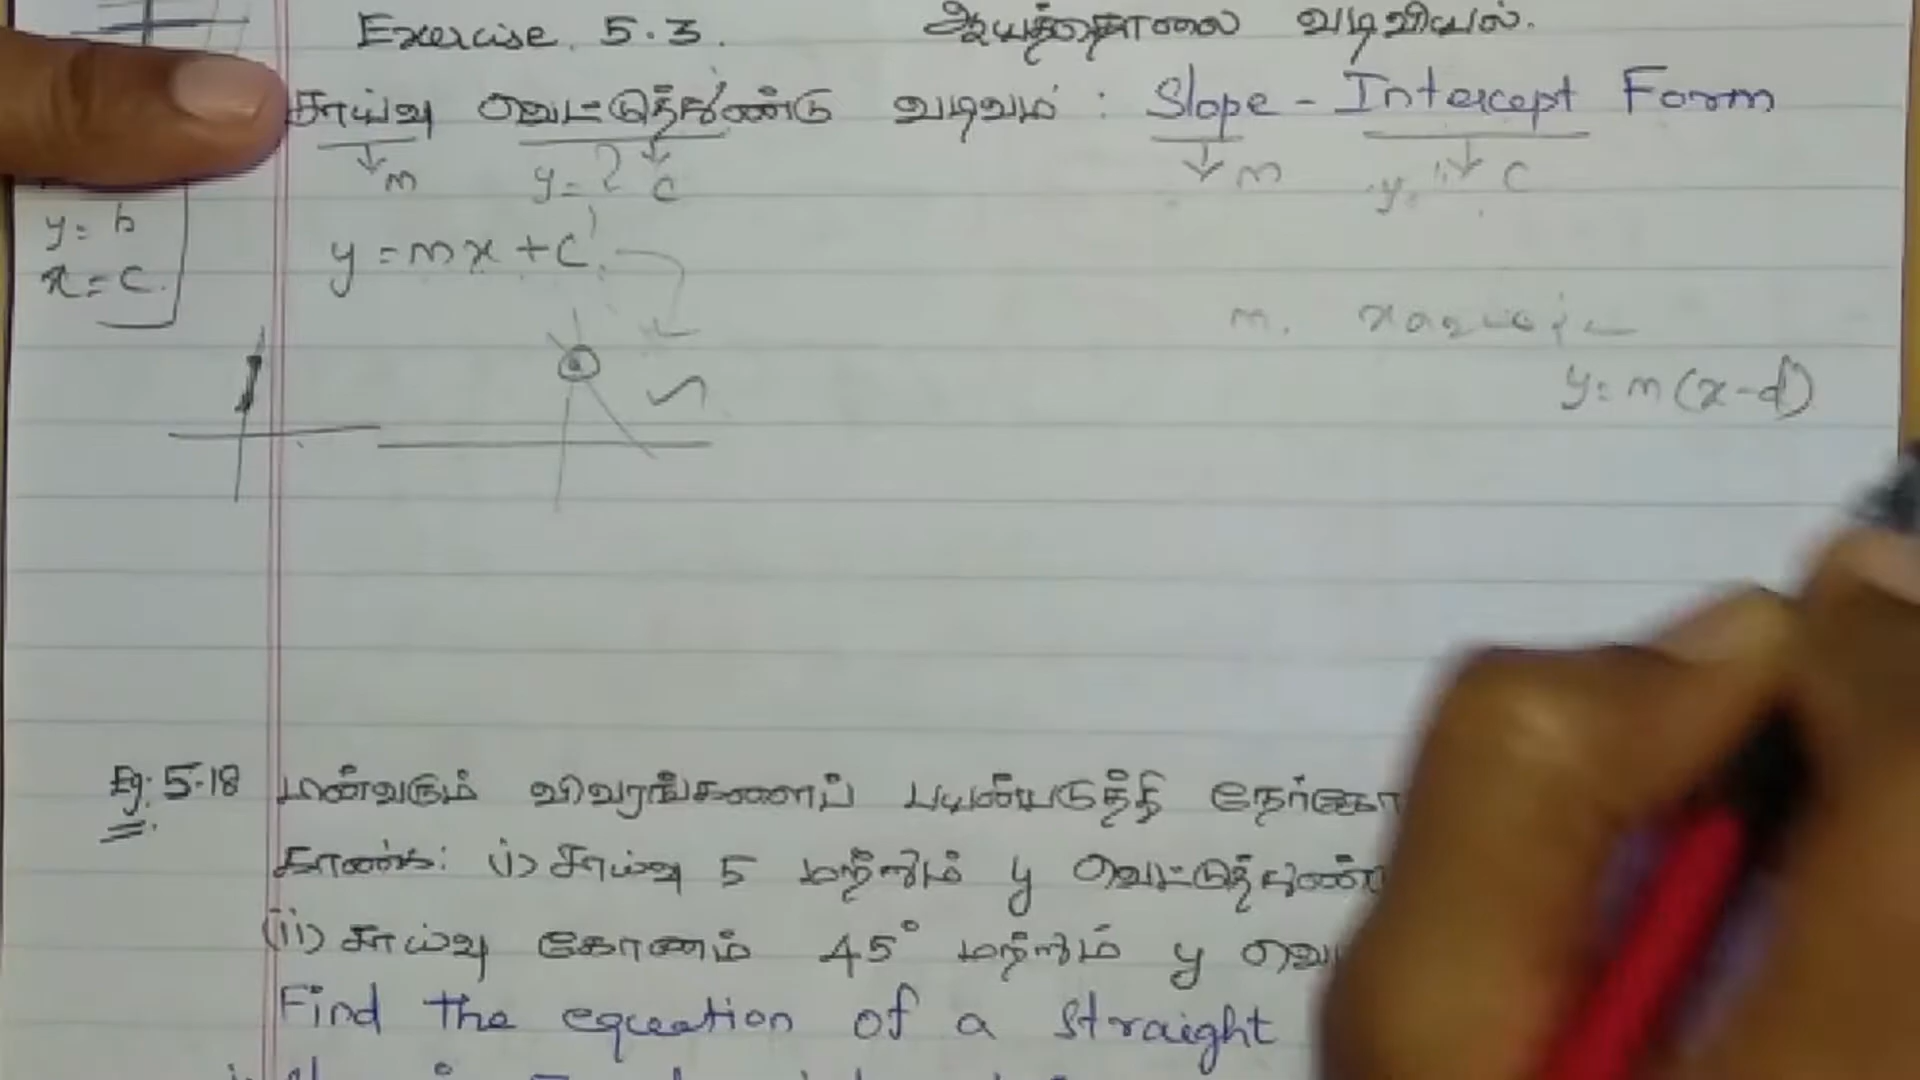 Exercise 5.3. ஆயத்தொலை வடிவியல்.
சாய்வு வெட்டுத்துண்டு வடிவம் : Slope - Intercept Form
m y = c m y c
y = b
y = mx + c
x = c
m.
y = m(x-d)
Eg: 5.18 பின்வரும் விவரங்களைப் பயன்படுத்தி
காண்க: (i) சாய்வு 5 மற்றும் y
(ii) சாய்வு கோணம் 45° மற்றும் y
Find the equation of a straight